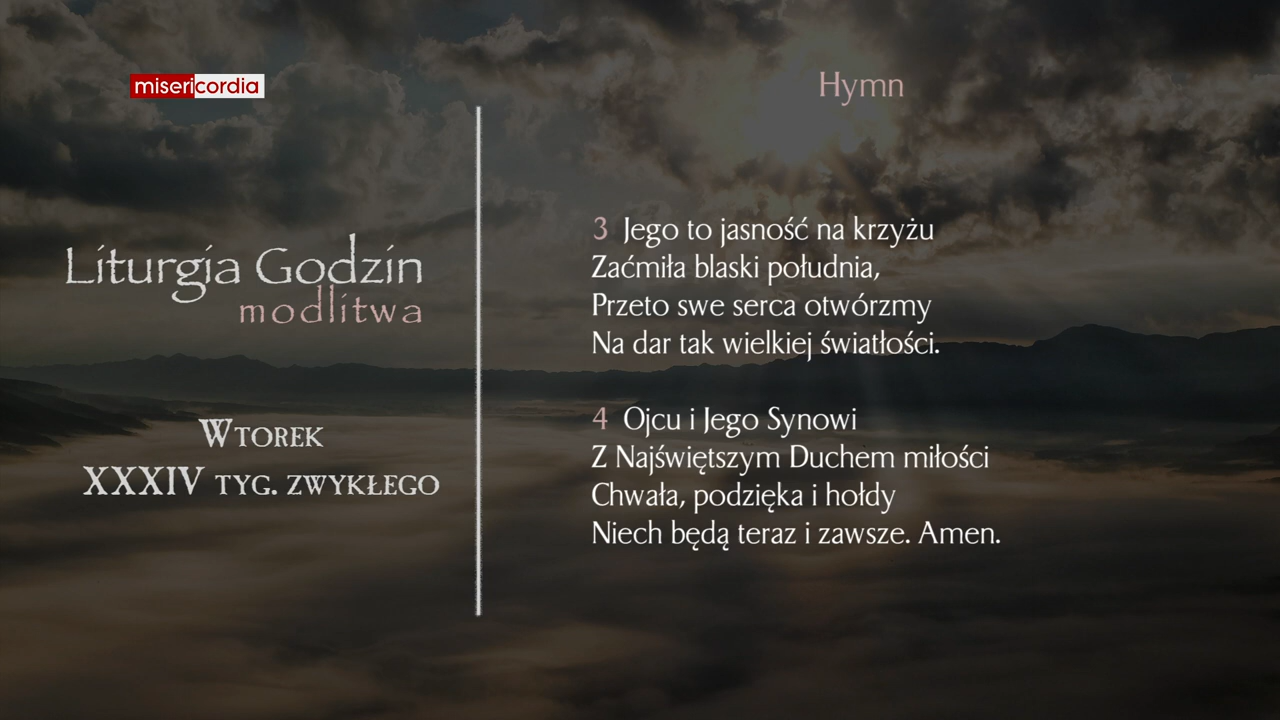 misericordia
Liturgia Godzin
modlitwa
Wtorek
XXXIV tyg. zwykłego
Hymn
3 Jego to jasność na krzyżu
Zaćmiła blaski południa,
Przeto swe serca otwórzmy
Na dar tak wielkiej światłości.
4 Ojcu i Jego Synowi
Z Najświętszym Duchem miłości
Chwała, podzięka i hołdy
Niech będą teraz i zawsze. Amen.